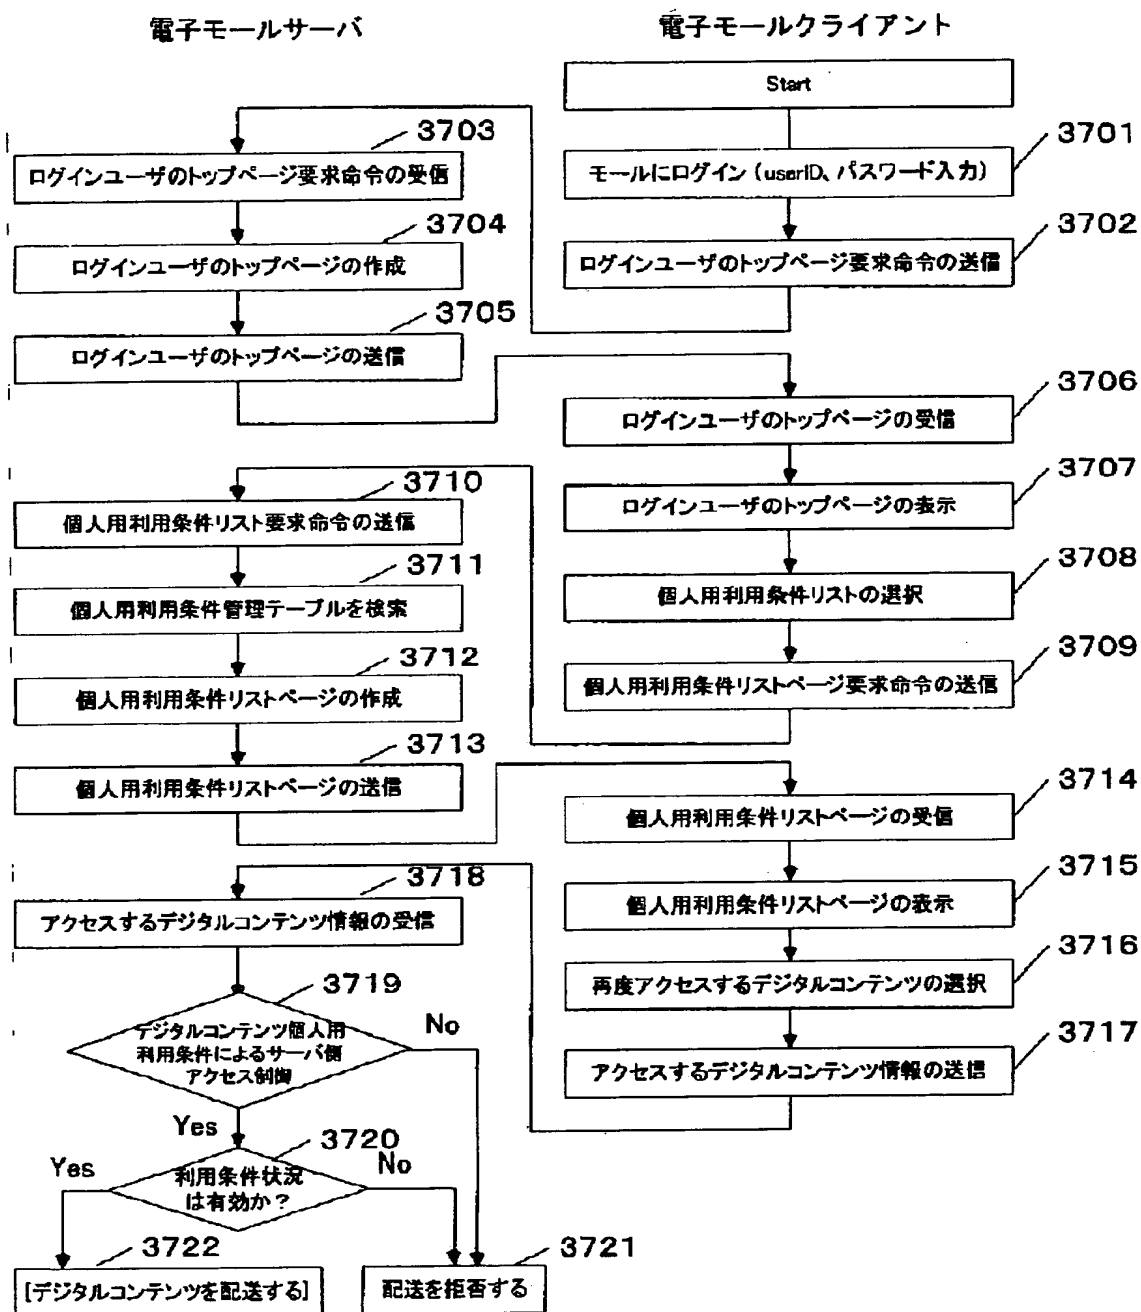 電子モールサーバ
電子モールクライアント
Start
3701
モールにログイン（userID、パスワード入力）
3702
ログインユーザのトップページ要求命令の送信
3703
ログインユーザのトップページ要求命令の受信
3704
ログインユーザのトップページの作成
3705
ログインユーザのトップページの送信
3706
ログインユーザのトップページの受信
3707
ログインユーザのトップページの表示
3708
個人用利用条件リストの選択
3709
個人用利用条件リストページ要求命令の送信
3710
個人用利用条件リスト要求命令の送信
3711
個人用利用条件管理テーブルを検索
3712
個人用利用条件リストページの作成
3713
個人用利用条件リストページの送信
3714
個人用利用条件リストページの受信
3715
個人用利用条件リストページの表示
3716
再度アクセスするデジタルコンテンツの選択
3717
アクセスするデジタルコンテンツ情報の送信
3718
アクセスするデジタルコンテンツ情報の受信
3719
デジタルコンテンツ個人用
利用条件によるサーバ側
アクセス制御
No
Yes
3720
利用条件状況
は有効か？
Yes
No
3722
[デジタルコンテンツを配送する]
3721
配送を拒否する